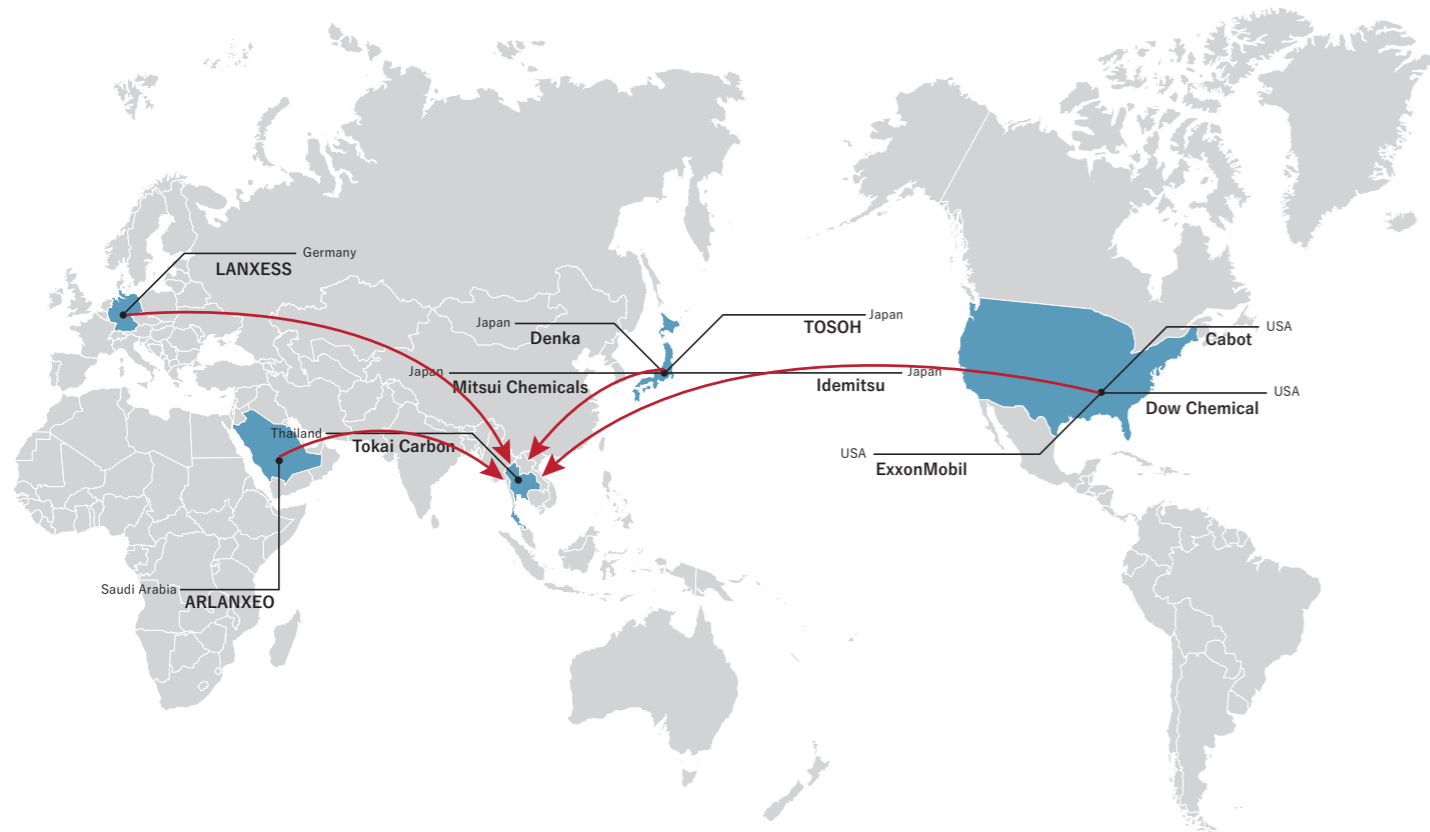 Germany
LANXESS
Japan
Denka
Japan
TOSOH
Japan
Mitsui Chemicals
Japan
Idemitsu
USA
Cabot
USA
Dow Chemical
USA
ExxonMobil
Thailand
Tokai Carbon
Saudi Arabia
ARLANXEO